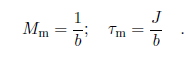 M_m = 1/b; τ_m = J/b .